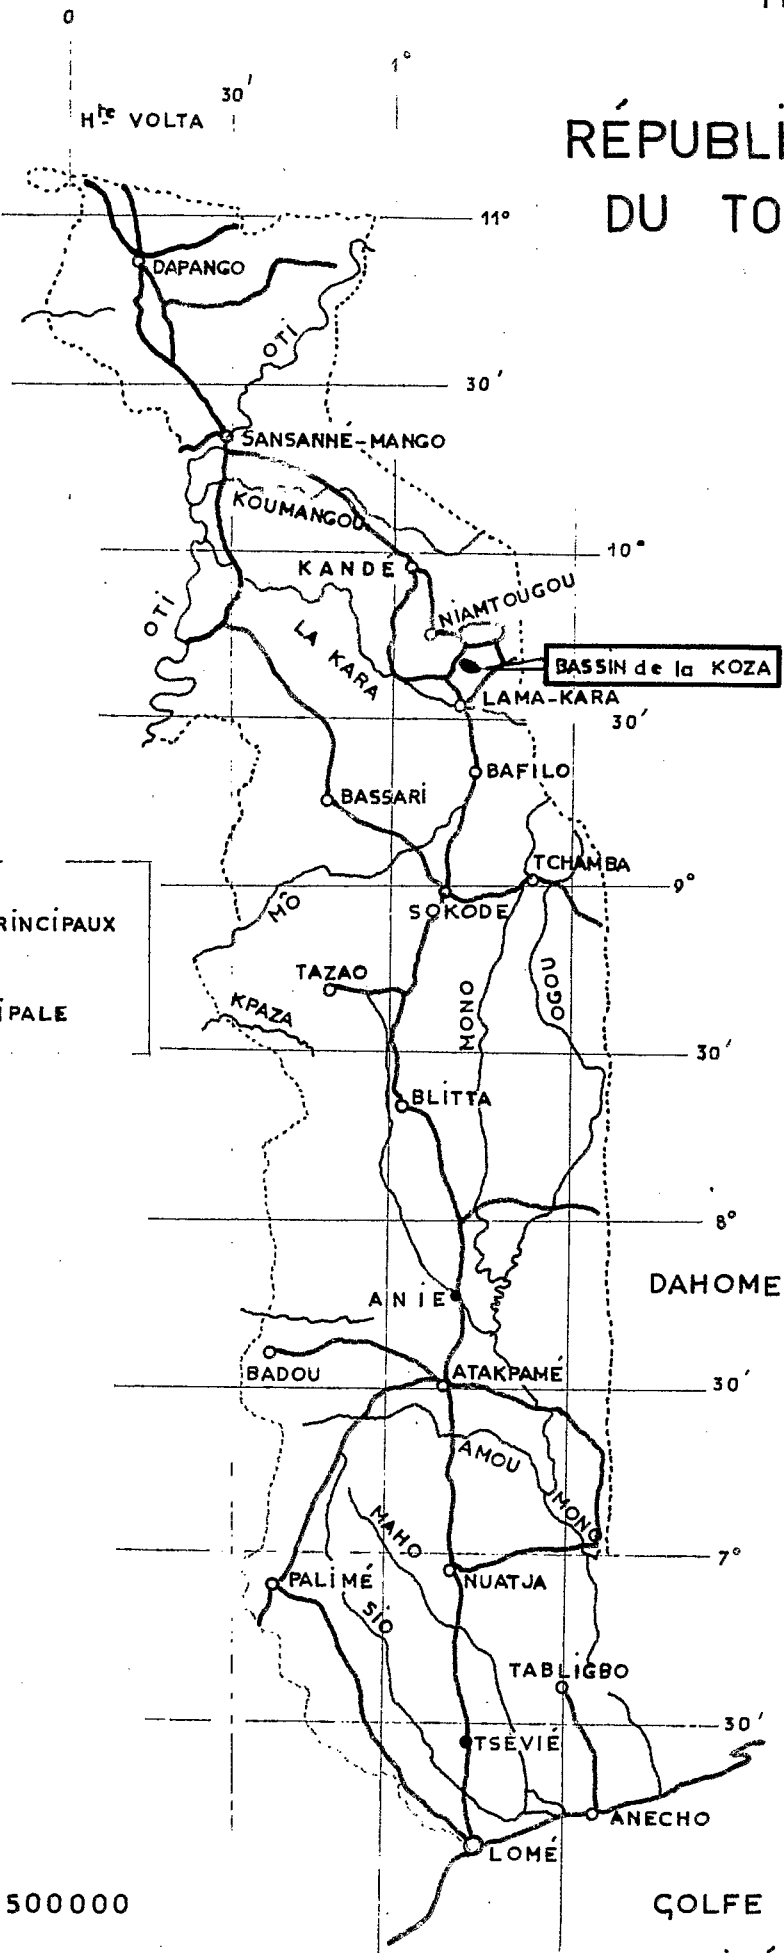 0
1°
30'
Hte VOLTA
RÉPUBLI
DU TO
11°
DAPANGO
OTI
30'
SANSANNÉ-MANGO
KOUMANGOU
10°
KANDÉ
NIAMTOUGOU
OTI
LA KARA
BASSIN de la KOZA
LAMA-KARA
30'
BAFILO
BASSARI
TCHAMBA
9°
MÔ
SOKODE
RINCIPAUX
TAZAO
OGOU
MONO
KPAZA
IPALE
30'
BLITTA
8°
DAHOME
ANIE
BADOU
ATAKPAMÉ
30'
AMOU
MONO
MAHO
7°
PALIMÉ
NUATJA
SIO
TABLIGBO
30'
TSÉVIÉ
ANECHO
LOMÉ
500000
GOLFE